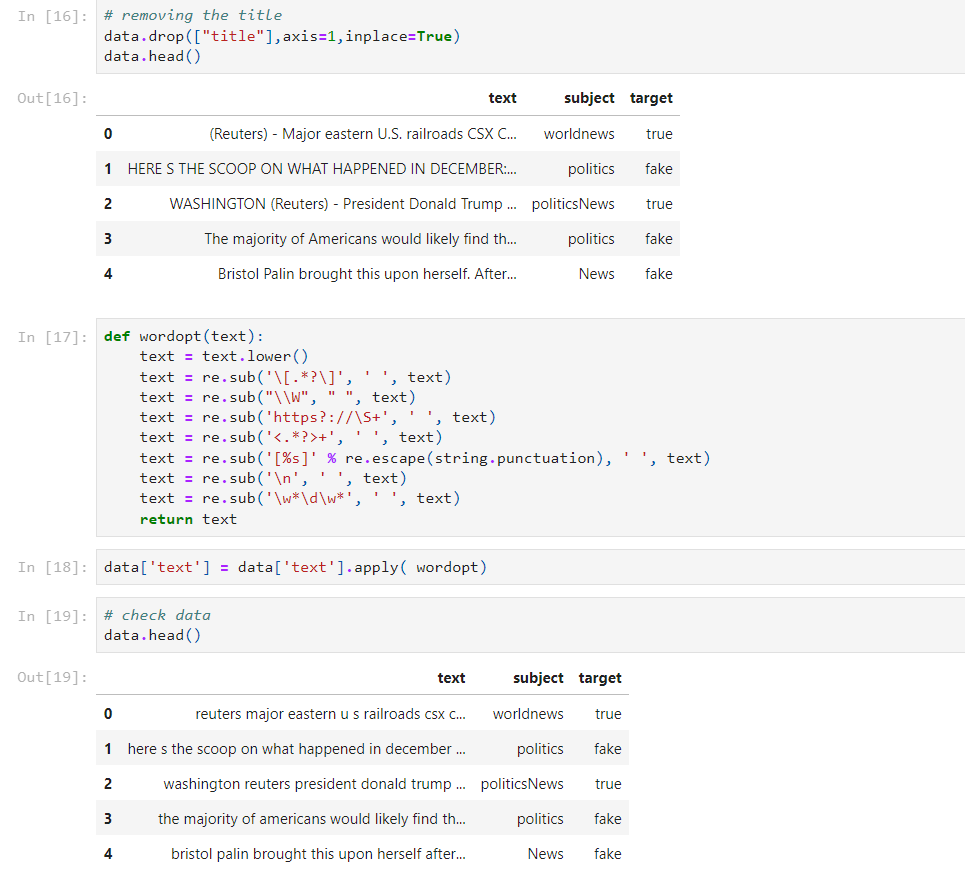 In [16]: # removing the title
data.drop(["title"],axis=1,inplace=True)
data.head()
Out[16]:
text subject target
0 (Reuters) - Major eastern U.S. railroads CSX C... worldnews true
1 HERE S THE SCOOP ON WHAT HAPPENED IN DECEMBER:... politics fake
2 WASHINGTON (Reuters) - President Donald Trump ... politicsNews true
3 The majority of Americans would likely find th... politics fake
4 Bristol Palin brought this upon herself. After... News fake
In [17]: def wordopt(text):
    text = text.lower()
    text = re.sub('\[.*?\]', ' ', text)
    text = re.sub("\\W", " ", text)
    text = re.sub('https?://\S+', ' ', text)
    text = re.sub('<.*?>+', ' ', text)
    text = re.sub('[%s]' % re.escape(string.punctuation), ' ', text)
    text = re.sub('\n', ' ', text)
    text = re.sub('\w*\d\w*', ' ', text)
    return text
In [18]: data['text'] = data['text'].apply( wordopt)
In [19]: # check data
data.head()
Out[19]:
text subject target
0 reuters major eastern u s railroads csx c... worldnews true
1 here s the scoop on what happened in december ... politics fake
2 washington reuters president donald trump ... politicsNews true
3 the majority of americans would likely find th... politics fake
4 bristol palin brought this upon herself after... News fake